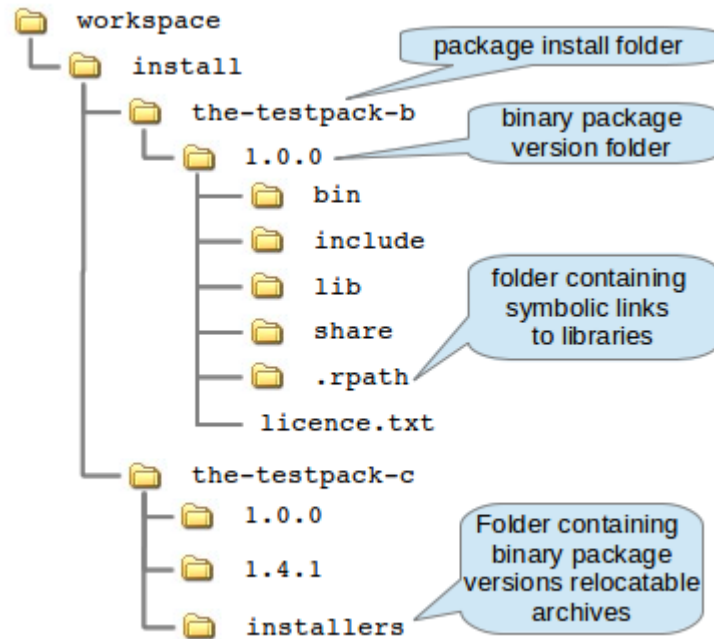 workspace
install
package install folder
the-testpack-b
binary package
version folder
1.0.0
bin
include
lib
folder containing
symbolic links
to libraries
share
.rpath
licence.txt
the-testpack-c
1.0.0
1.4.1
installers
Folder containing
binary package
versions relocatable
archives